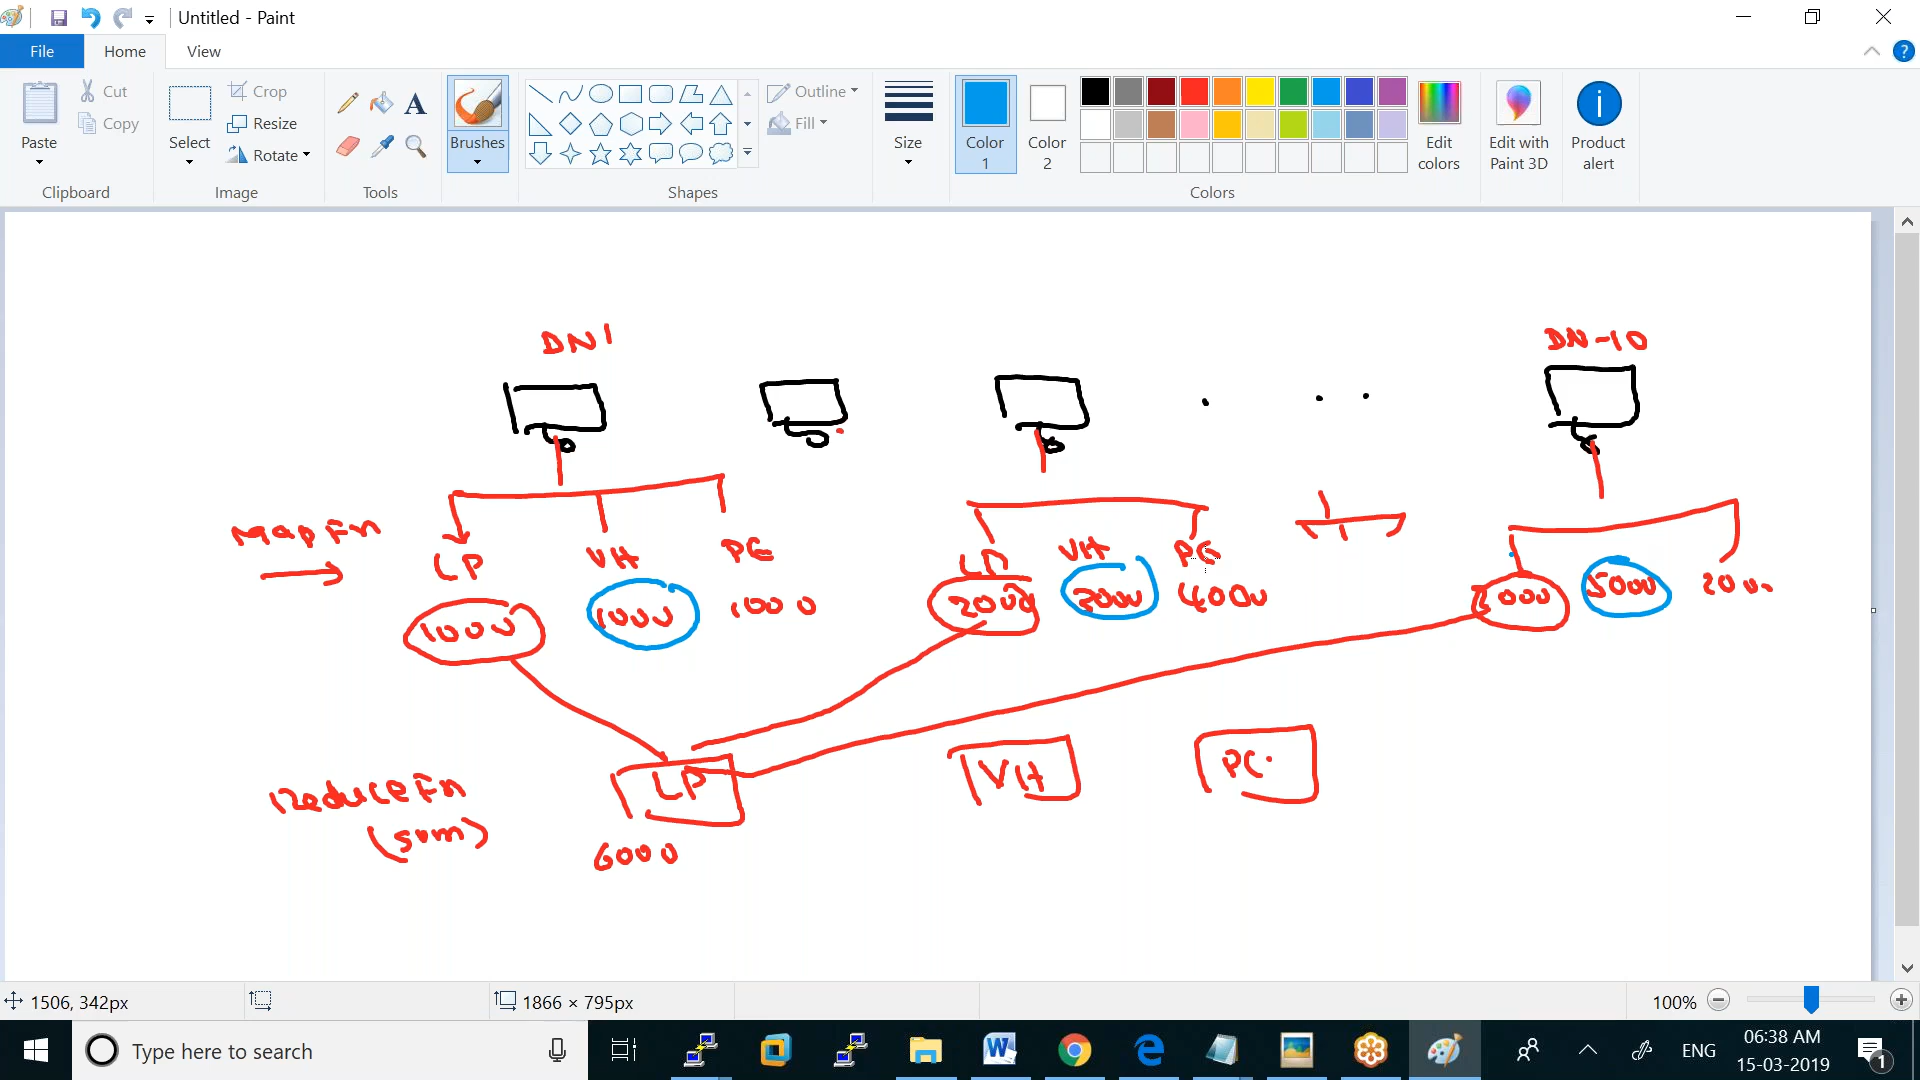 Untitled - Paint
File Home View
Paste Cut Copy Select Crop Resize Rotate Brushes Outline Fill Size Color 1 Color 2 Edit colors Edit with Paint 3D Product alert
Clipboard Image Tools Shapes Colors
DN1 DN-10
Map Fn
LP VH PC LP VH PC
1000 1000 1000 2000 4000 5000
LP VH PC
Reduce Fn
(sum)
6000
1506, 342px 1866 × 795px 100%
Type here to search ENG 06:38 AM
15-03-2019 1